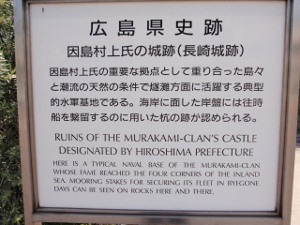 広島県史跡
因島村上氏の城跡(長崎城跡)
因島村上氏の重要な拠点として重り合った島々
と潮流の天然の条件で燧灘方面に活躍する典型
的水軍基地である。海岸に面した岸盤には往時
船を繋留するのに用いた杭の跡が認められる。
RUINS OF THE MURAKAMI-CLAN'S CASTLE
DESIGNATED BY HIROSHIMA PREFECTURE
HERE IS A TYPICAL NAVAL BASE OF THE MURAKAMI-CLAN
WHOSE FAME REACHED THE FOUR CORNERS OF THE INLAND
SEA. MOORING STAKES FOR SECURING ITS FLEET IN BYEGONE
DAYS CAN BE SEEN ON ROCKS HERE AND THERE.